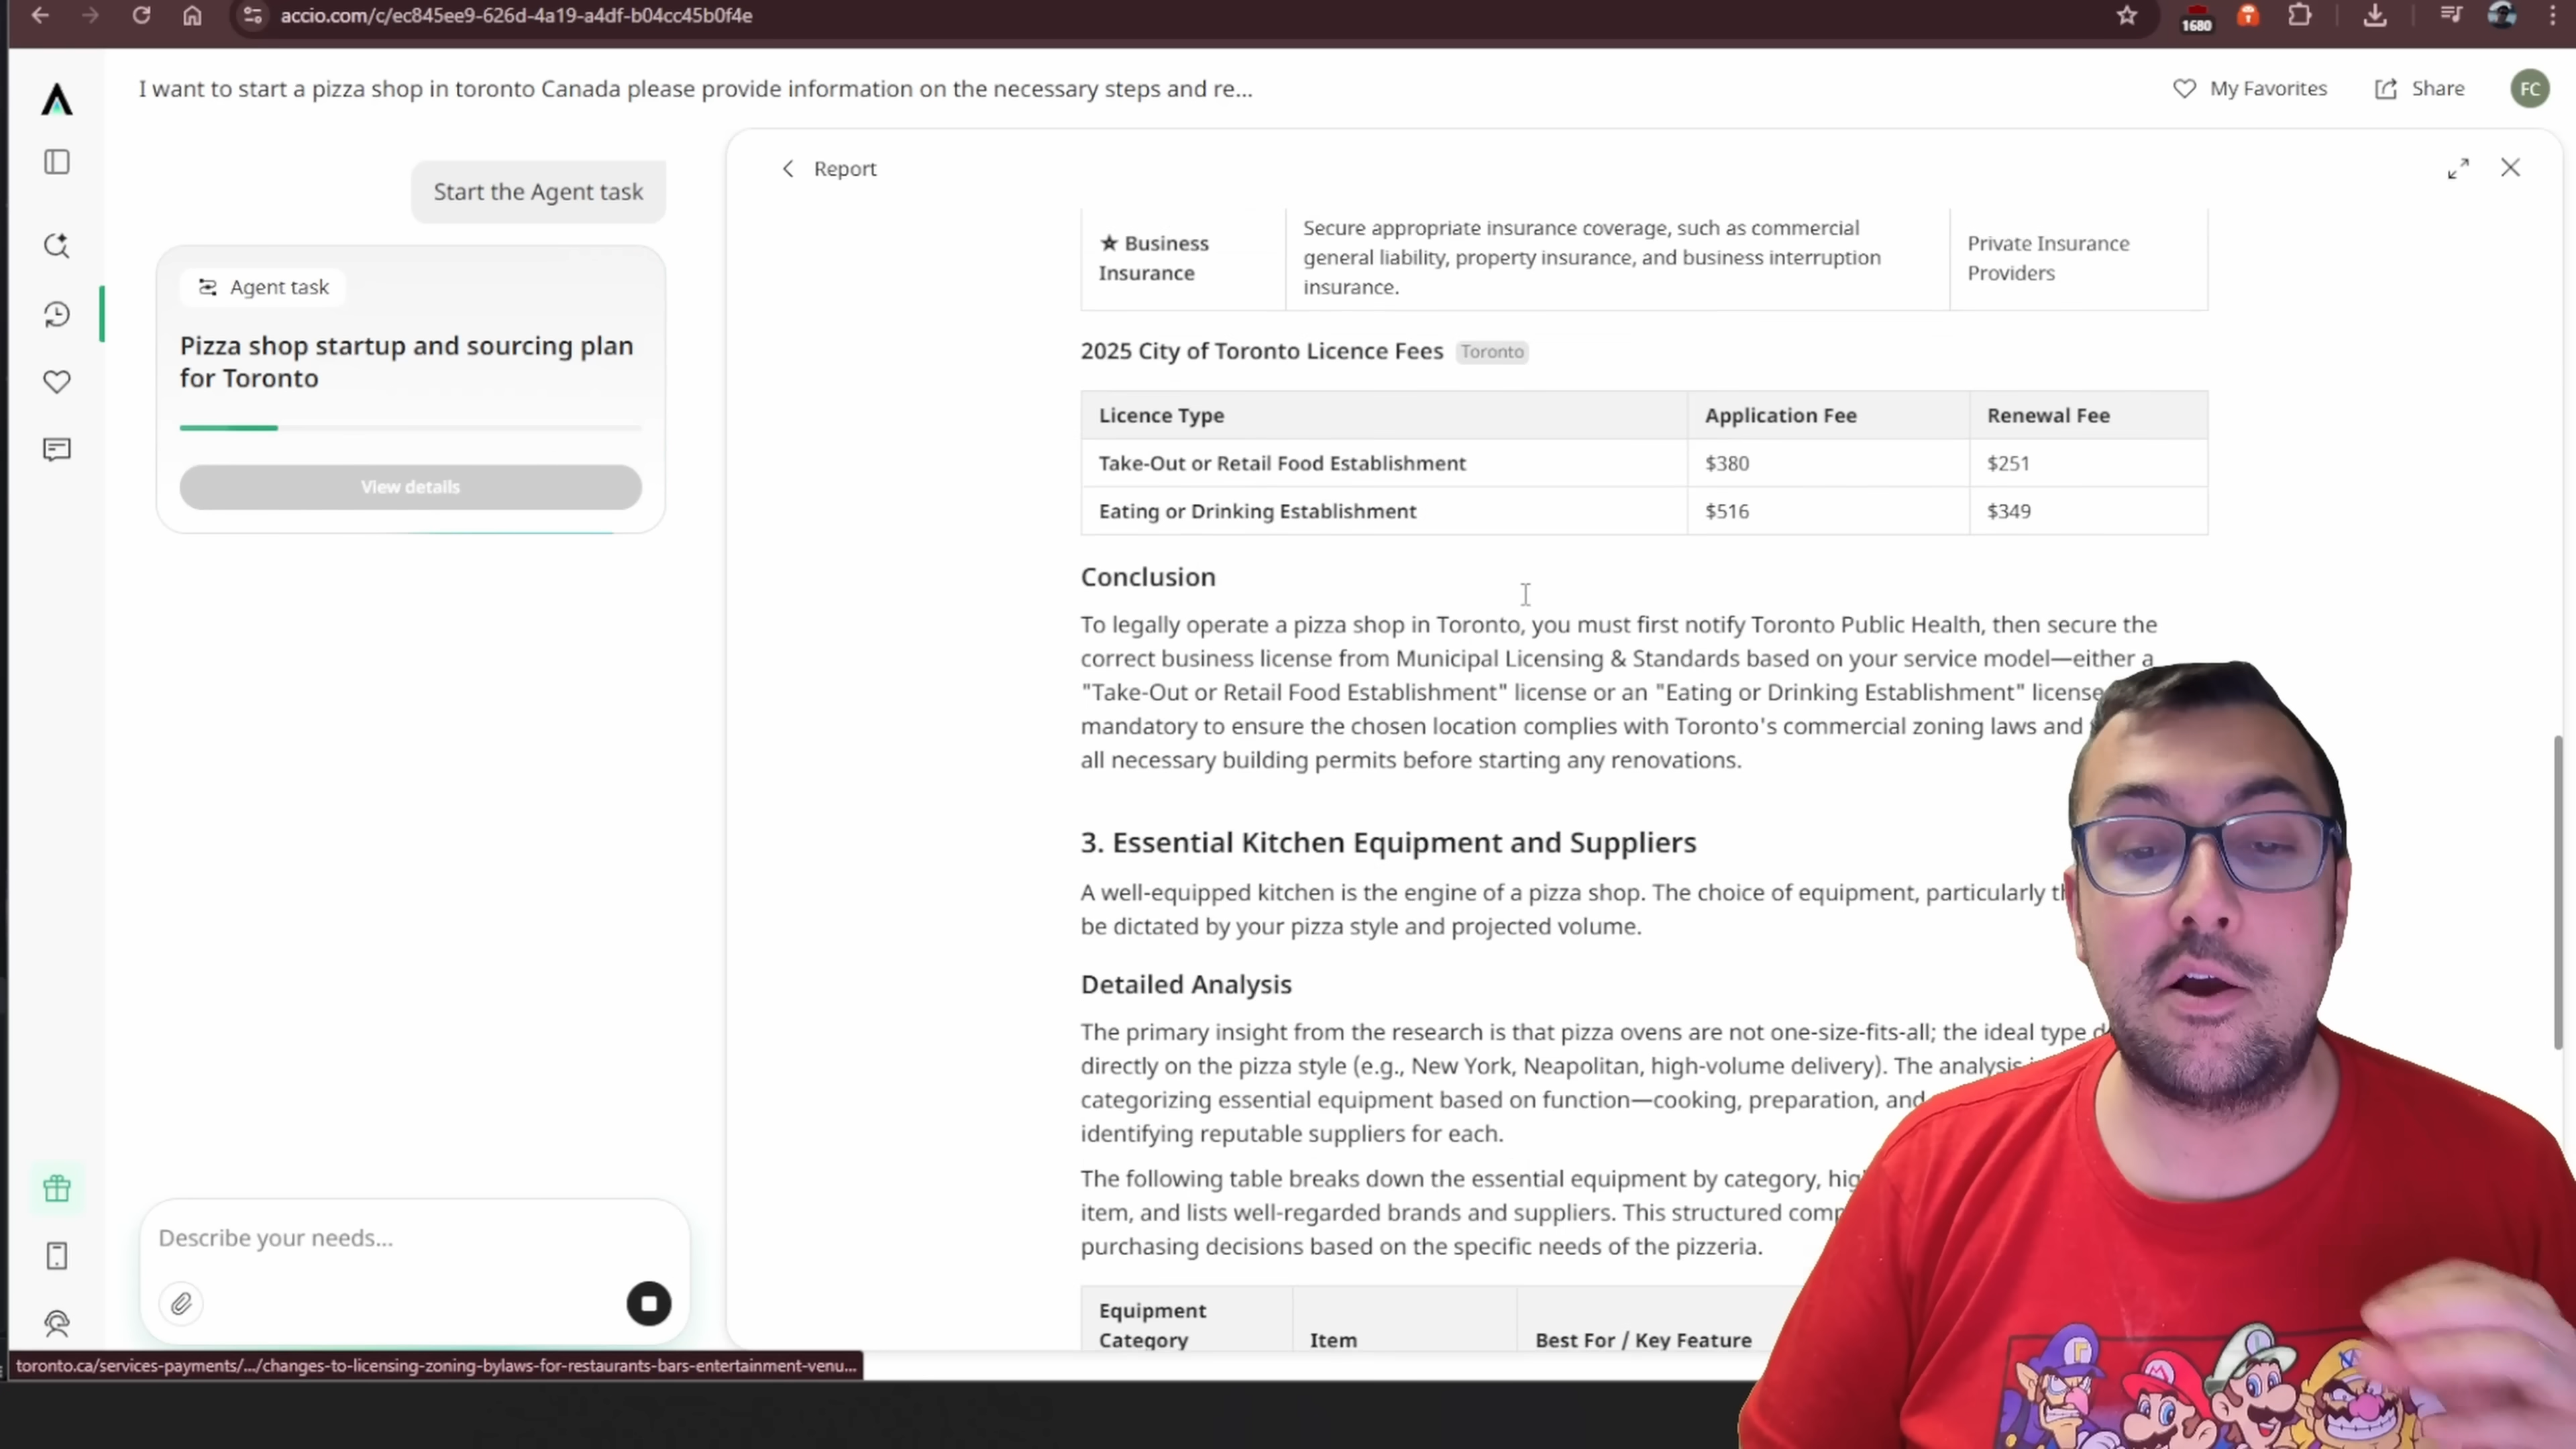 accio.com/c/ec845ee9-626d-4a19-a4df-b04cc45b0f4e
1680
I want to start a pizza shop in toronto Canada please provide information on the necessary steps and re...
My Favorites
Share
FC
Start the Agent task
Agent task
Pizza shop startup and sourcing plan
for Toronto
View details
Describe your needs...
Report
★ Business
Insurance
Secure appropriate insurance coverage, such as commercial
general liability, property insurance, and business interruption
insurance.
Private Insurance
Providers
2025 City of Toronto Licence Fees Toronto
Licence Type Application Fee Renewal Fee
Take-Out or Retail Food Establishment $380 $251
Eating or Drinking Establishment $516 $349
Conclusion
To legally operate a pizza shop in Toronto, you must first notify Toronto Public Health, then secure the
correct business license from Municipal Licensing & Standards based on your service model—either a
"Take-Out or Retail Food Establishment" license or an "Eating or Drinking Establishment" license
mandatory to ensure the chosen location complies with Toronto's commercial zoning laws and
all necessary building permits before starting any renovations.
3. Essential Kitchen Equipment and Suppliers
A well-equipped kitchen is the engine of a pizza shop. The choice of equipment, particularly
be dictated by your pizza style and projected volume.
Detailed Analysis
The primary insight from the research is that pizza ovens are not one-size-fits-all; the ideal type
directly on the pizza style (e.g., New York, Neapolitan, high-volume delivery). The analysis
categorizing essential equipment based on function—cooking, preparation, and
identifying reputable suppliers for each.
The following table breaks down the essential equipment by category,
item, and lists well-regarded brands and suppliers. This structured
purchasing decisions based on the specific needs of the pizzeria.
Equipment
Category
Item
Best For / Key Feature
toronto.ca/services-payments/.../changes-to-licensing-zoning-bylaws-for-restaurants-bars-entertainment-venu...